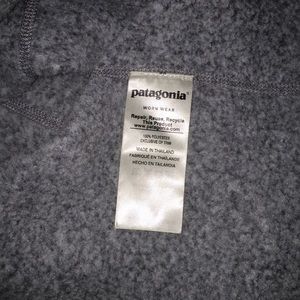 patagonia®
WORN WEAR
Repair, Reuse, Recycle
This Product
www.patagonia.com
100% POLYESTER
EXCLUSIVE OF TRIM
MADE IN THAILAND
FABRIQUÉ EN THAÏLANDE
HECHO EN TAILANDIA